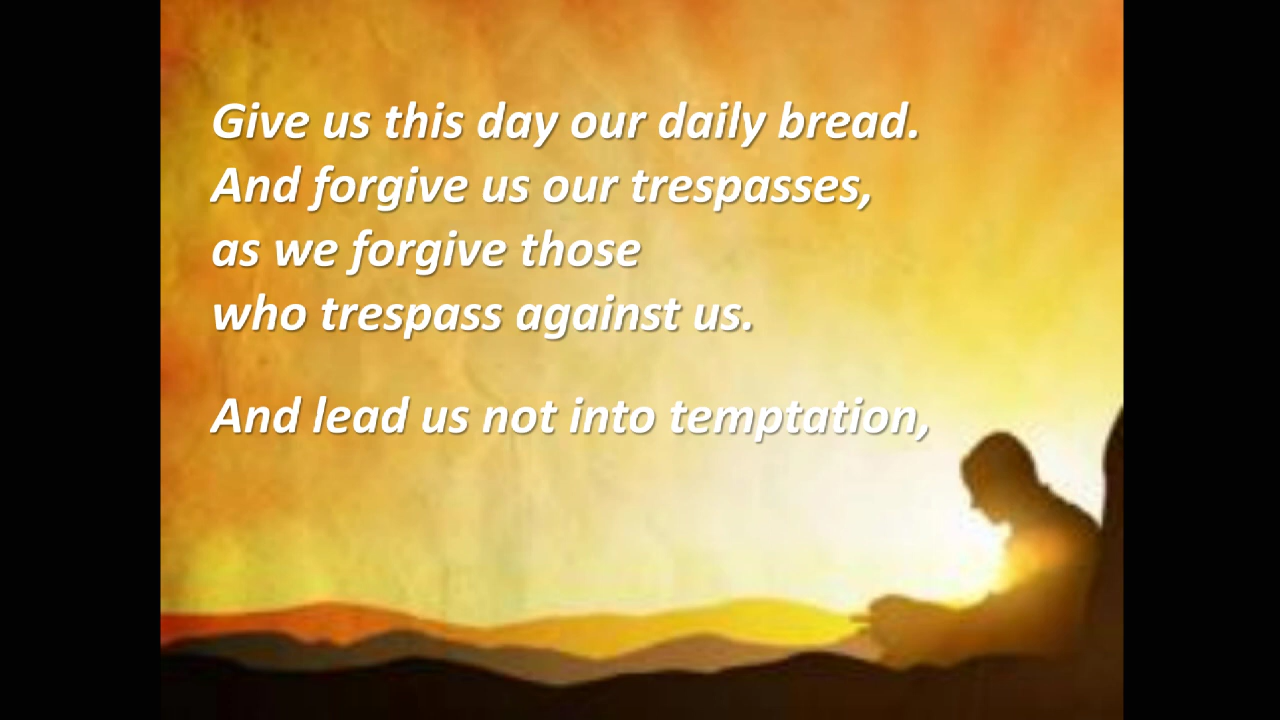 Give us this day our daily bread.
And forgive us our trespasses,
as we forgive those
who trespass against us.
And lead us not into temptation,